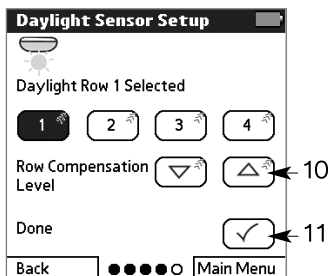 Daylight Sensor Setup
Daylight Row 1 Selected
1 2 3 4
Row Compensation
Level
10
Done
11
Back Main Menu